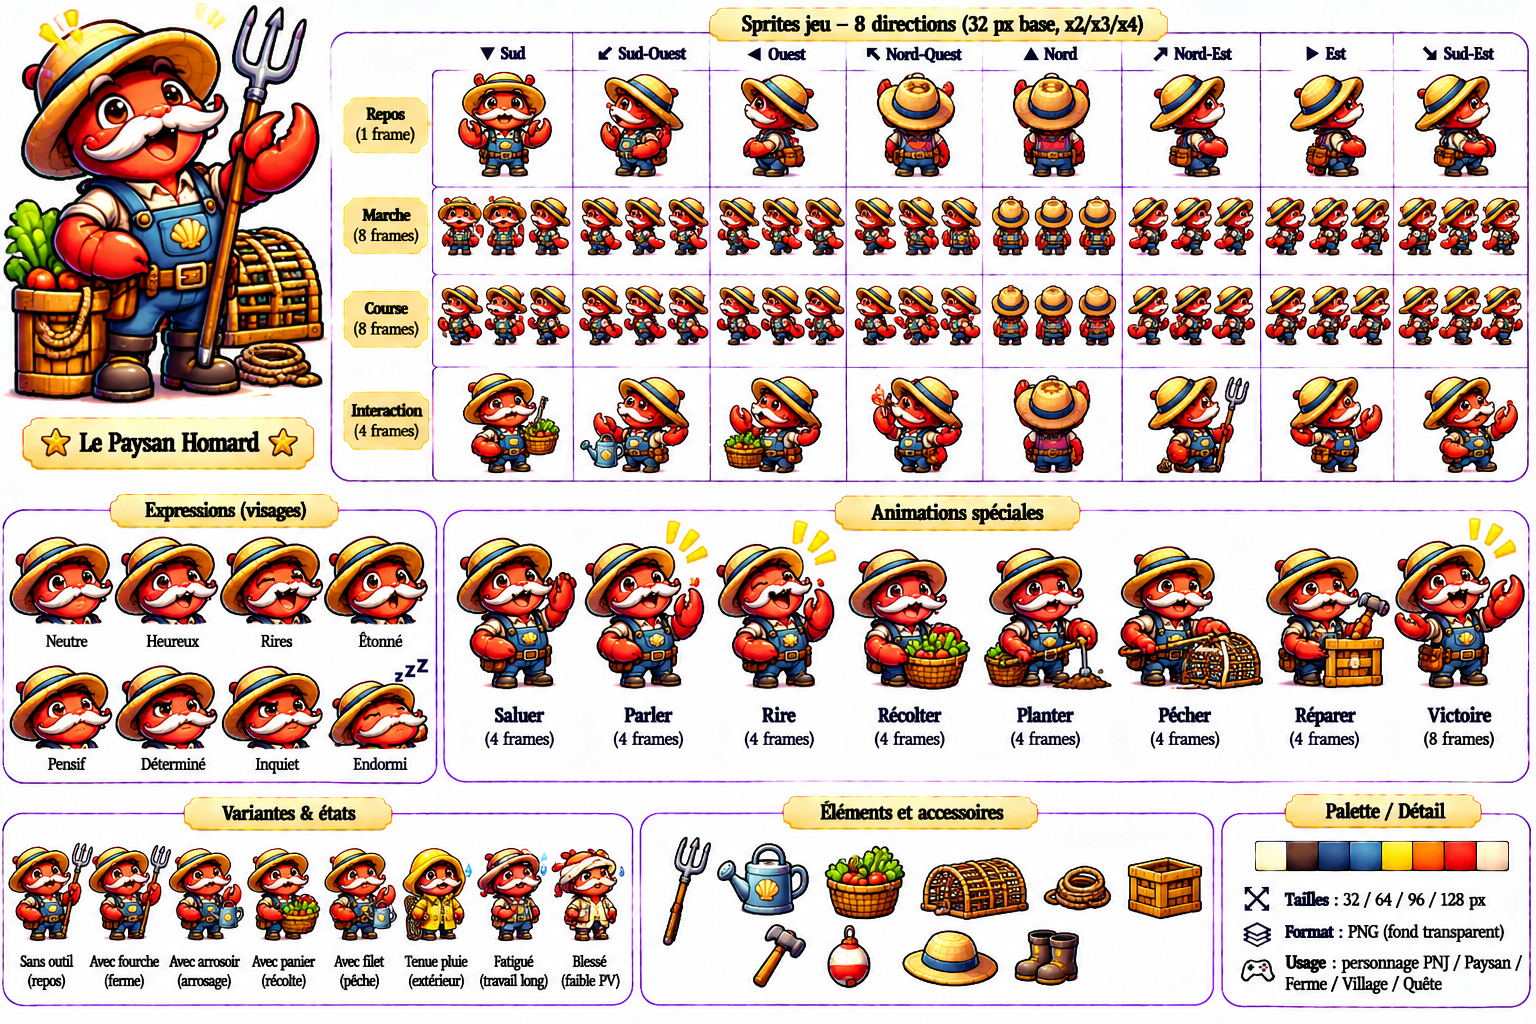 Sprites jeu – 8 directions (32 px base, x2/x3/x4)
▼ Sud
↙ Sud-Ouest
◀ Ouest
↖ Nord-Quest
▲ Nord
↗ Nord-Est
▶ Est
↘ Sud-Est
Repos
(1 frame)
Marche
(8 frames)
Course
(8 frames)
Interaction
(4 frames)
Le Paysan Homard
Expressions (visages)
Neutre
Heureux
Rires
Étonné
zZZ
Pensif
Déterminé
Inquiet
Endormi
Animations spéciales
Saluer
(4 frames)
Parler
(4 frames)
Rire
(4 frames)
Récolter
(4 frames)
Planter
(4 frames)
Pécher
(4 frames)
Réparer
(4 frames)
Victoire
(8 frames)
Variantes & états
Sans outil
(repos)
Avec fourche
(ferme)
Avec arrosoir
(arrosage)
Avec panier
(récolte)
Avec filet
(pêche)
Tenue pluie
(extérieur)
Fatigué
(travail long)
Blessé
(faible PV)
Éléments et accessoires
Palette / Détail
Tailles : 32 / 64 / 96 / 128 px
Format : PNG (fond transparent)
Usage : personnage PNJ / Paysan /
Ferme / Village / Quête